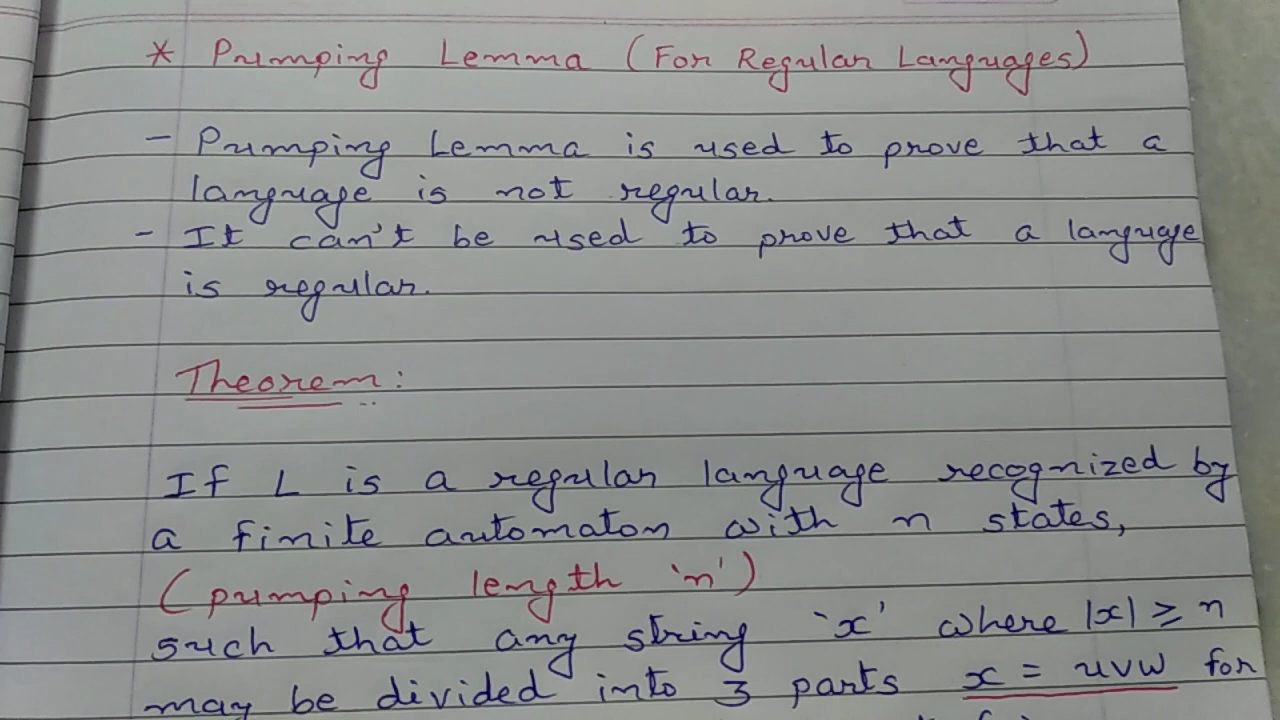 * Pumping Lemma (For Regular Languages)
- Pumping Lemma is used to prove that a
language is not regular.
- It can't be used to prove that a language
is regular.
Theorem:
If L is a regular language recognized by
a finite automaton with n states,
(pumping length 'n')
such that any string 'x' where |x| ≥ n
may be divided into 3 parts x = uvw for